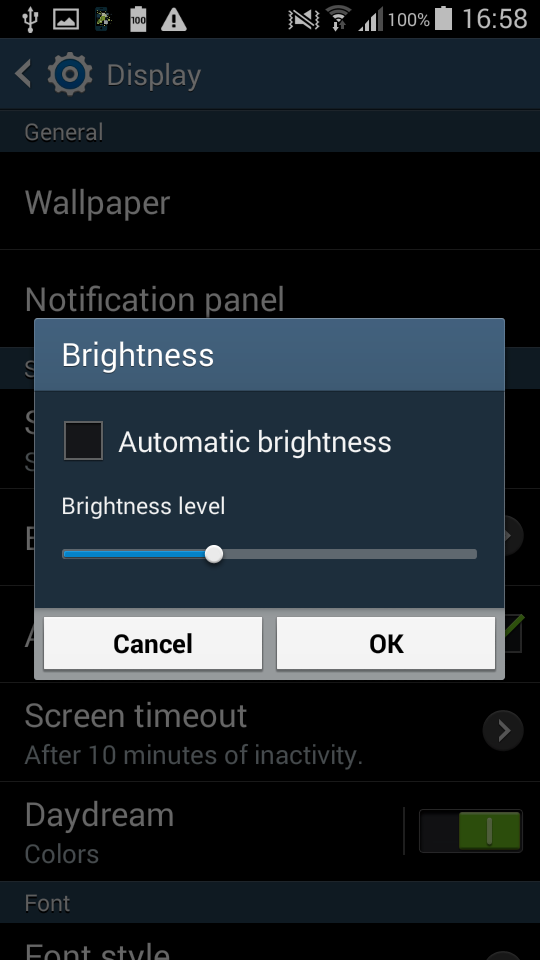 100 100% 16:58
Display
General
Wallpaper
Notification panel
Brightness
Automatic brightness
Brightness level
Cancel OK
Screen timeout
After 10 minutes of inactivity.
Daydream
Colors
Font
Font style